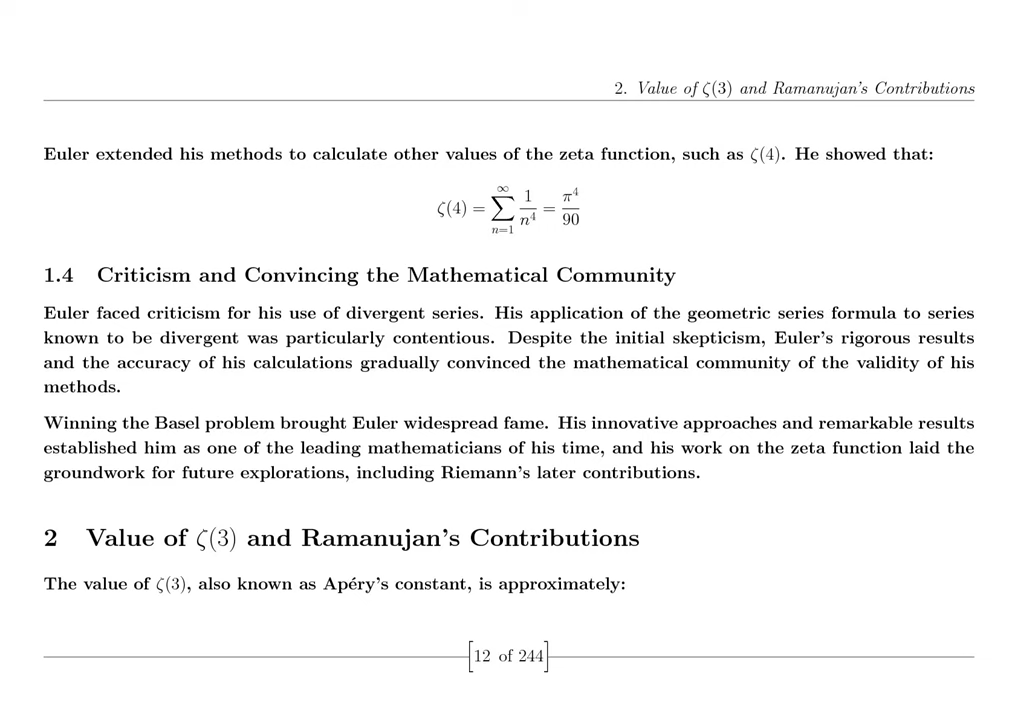 2. Value of ζ(3) and Ramanujan's Contributions
Euler extended his methods to calculate other values of the zeta function, such as ζ(4). He showed that:
ζ(4) = ∑_{n=1}^{∞} 1/n^4 = π^4/90
1.4 Criticism and Convincing the Mathematical Community
Euler faced criticism for his use of divergent series. His application of the geometric series formula to series
known to be divergent was particularly contentious. Despite the initial skepticism, Euler's rigorous results
and the accuracy of his calculations gradually convinced the mathematical community of the validity of his
methods.
Winning the Basel problem brought Euler widespread fame. His innovative approaches and remarkable results
established him as one of the leading mathematicians of his time, and his work on the zeta function laid the
groundwork for future explorations, including Riemann's later contributions.
2 Value of ζ(3) and Ramanujan's Contributions
The value of ζ(3), also known as Apéry's constant, is approximately:
[12 of 244]